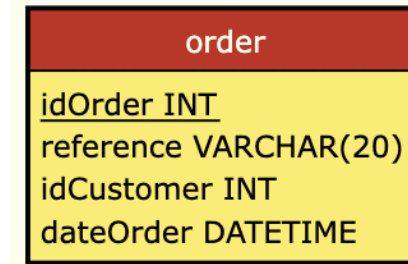 order
idOrder INT
reference VARCHAR(20)
idCustomer INT
dateOrder DATETIME